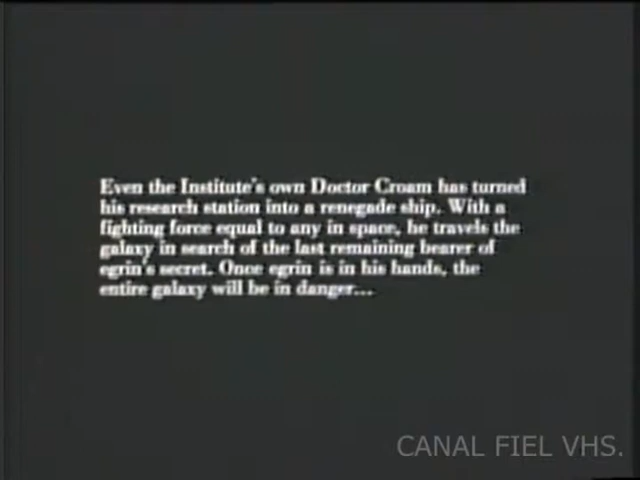 Even the Institute's own Doctor Croam has turned
his research station into a renegade ship. With a
fighting force equal to any in space, he travels the
galaxy in search of the last remaining bearer of
egrin's secret. Once egrin is in his hands, the
entire galaxy will be in danger...
CANAL FIEL VHS.